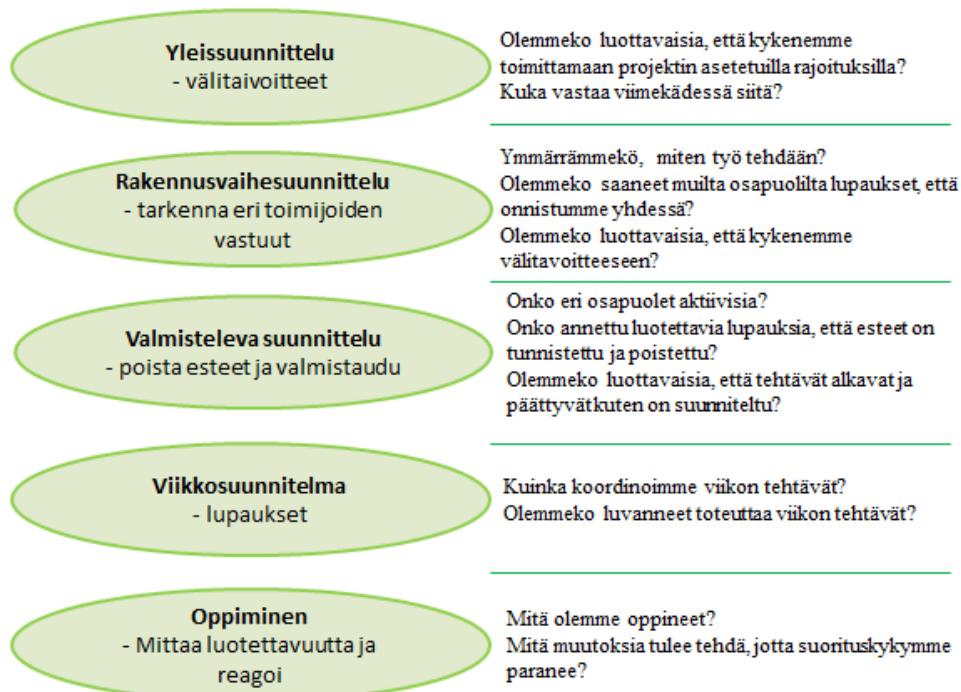 Yleissuunnittelu
- välitaivoitteet
Olemmeko luottavaisia, että kykenemme
toimittamaan projektin asetetuilla rajoituksilla?
Kuka vastaa viimekädessä siitä?
Rakennusvaihesuunnittelu
- tarkenna eri toimijoiden
vastuut
Ymmärrämmekö, miten työ tehdään?
Olemmeko saaneet muilta osapuolilta lupaukset, että
onnistumme yhdessä?
Olemmeko luottavaisia, että kykenemme
välitavoitteeseen?
Valmisteleva suunnittelu
- poista esteet ja valmistaudu
Onko eri osapuolet aktiivisia?
Onko annettu luotettavia lupauksia, että esteet on
tunnistettu ja poistettu?
Olemmeko luottavaisia, että tehtävät alkavat ja
päättyvät kuten on suunniteltu?
Viikkosuunnitelma
- lupaukset
Kuinka koordinoimme viikon tehtävät?
Olemmeko luvanneet toteuttaa viikon tehtävät?
Oppiminen
- Mittaa luotettavuutta ja
reagoi
Mitä olemme oppineet?
Mitä muutoksia tulee tehdä, jotta suorituskykymme
paranee?